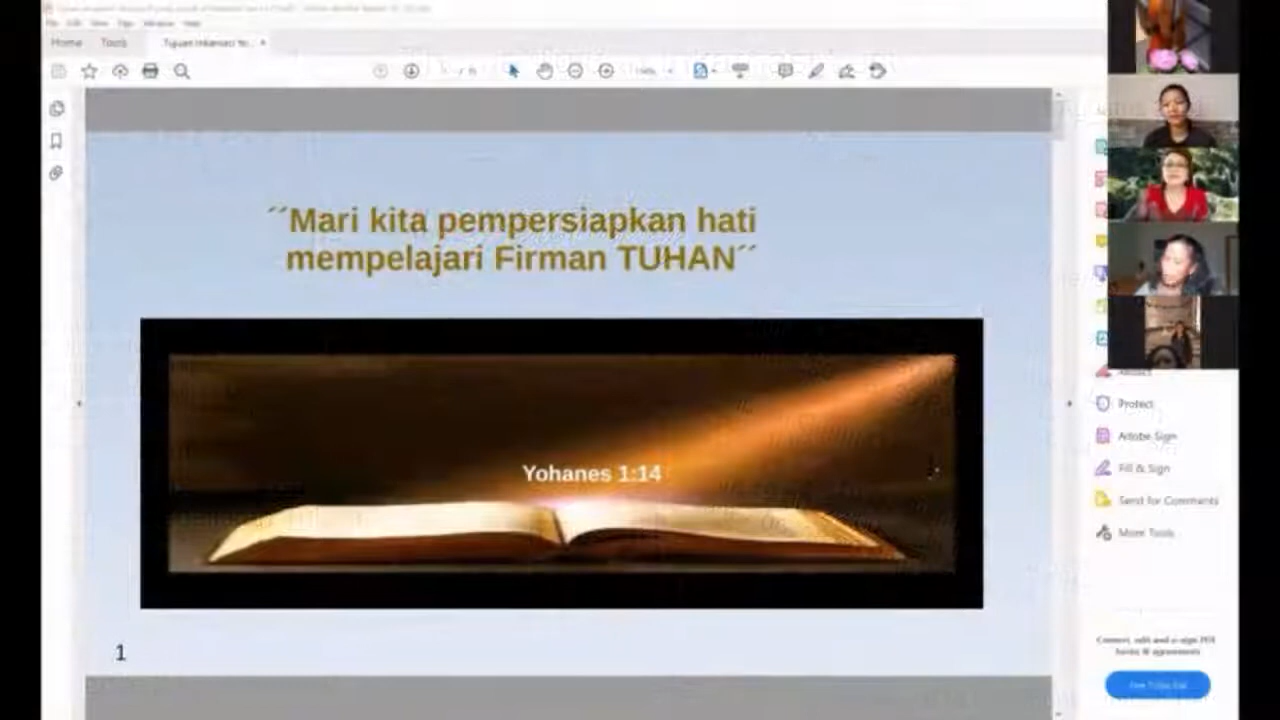 Home
Tools
´´Mari kita pempersiapkan hati
mempelajari Firman TUHAN´´
Yohanes 1:14
1
Protect
Adobe Sign
Fill & Sign
Send for Comments
More Tools